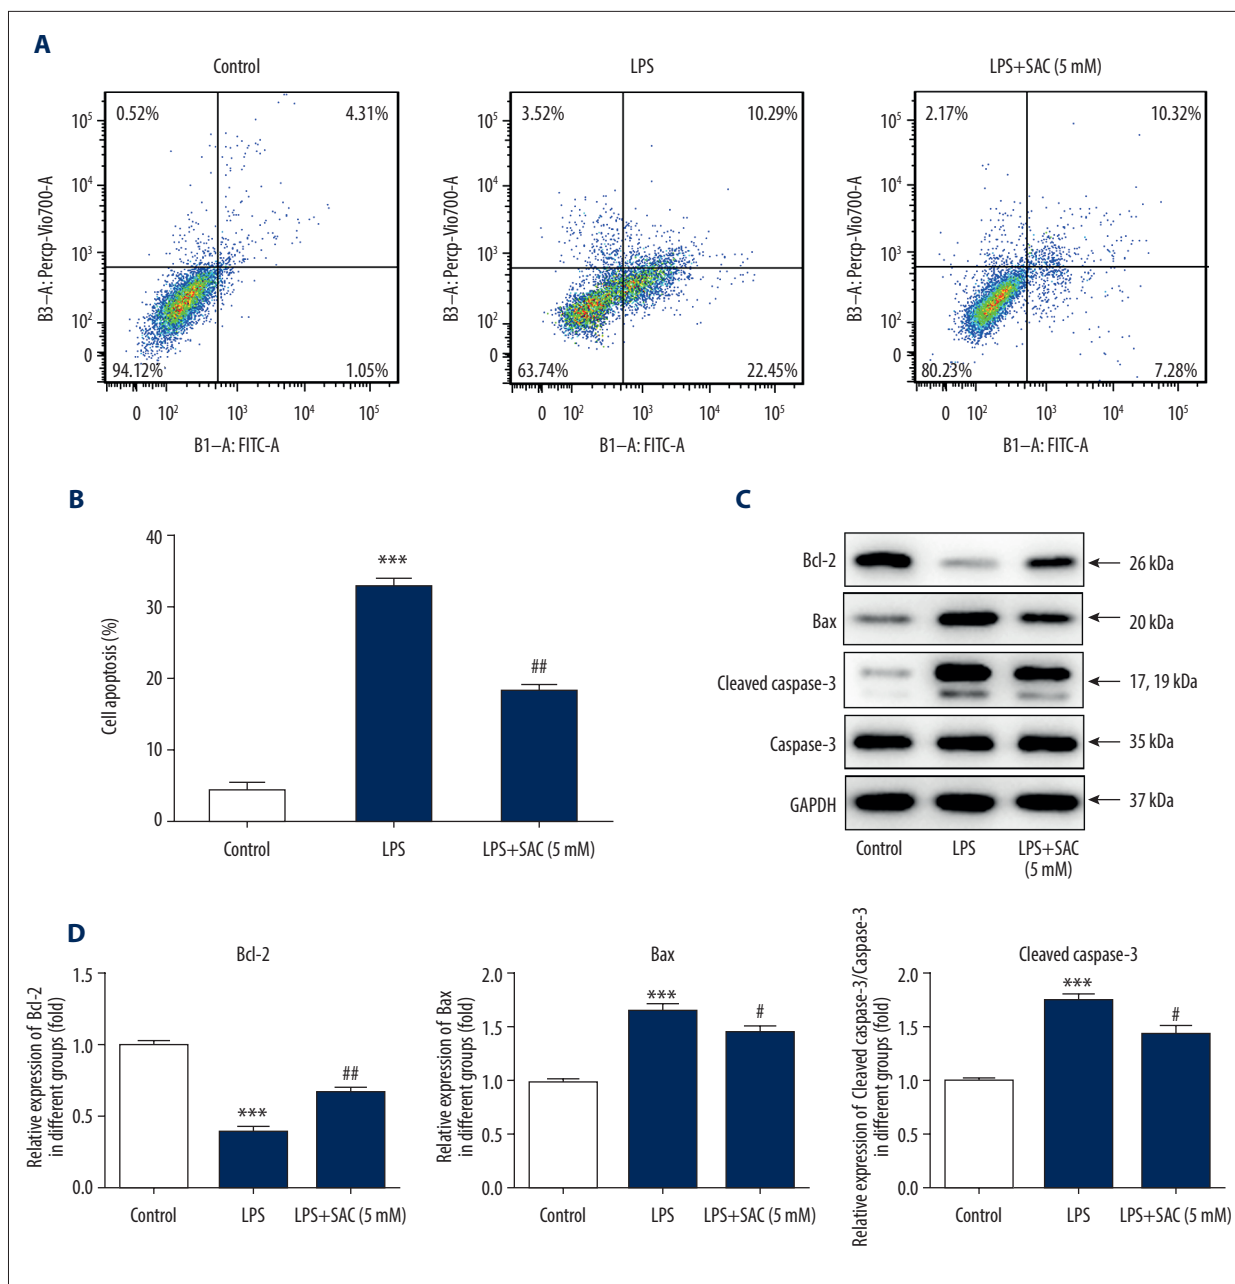 A
Control
LPS
LPS+SAC (5 mM)
0.52%
4.31%
94.12%
1.05%
10⁵
10⁴
10³
10²
0
0 10² 10³ 10⁴ 10⁵
B3–A: Percp-Vio700-A
B1–A: FITC-A
3.52%
10.29%
63.74%
22.45%
10⁵
10⁴
10³
10²
0
0 10² 10³ 10⁴ 10⁵
B3–A: Percp-Vio700-A
B1–A: FITC-A
2.17%
10.32%
80.23%
7.28%
10⁵
10⁴
10³
10²
0
0 10² 10³ 10⁴ 10⁵
B3–A: Percp-Vio700-A
B1–A: FITC-A
B
Cell apoptosis (%)
40
30
20
10
0
***
##
Control
LPS
LPS+SAC (5 mM)
C
Bcl-2
26 kDa
Bax
20 kDa
Cleaved caspase-3
17, 19 kDa
Caspase-3
35 kDa
GAPDH
37 kDa
Control
LPS
LPS+SAC
(5 mM)
D
Bcl-2
Relative expression of Bcl-2
in different groups (fold)
1.5
1.0
0.5
0.0
***
##
Control
LPS
LPS+SAC (5 mM)
Bax
Relative expression of Bax
in different groups (fold)
2.0
1.5
1.0
0.5
0.0
***
#
Control
LPS
LPS+SAC (5 mM)
Cleaved caspase-3
Relative expression of Cleaved caspase-3/Caspase-3
in different groups (fold)
2.0
1.5
1.0
0.5
0.0
***
#
Control
LPS
LPS+SAC (5 mM)